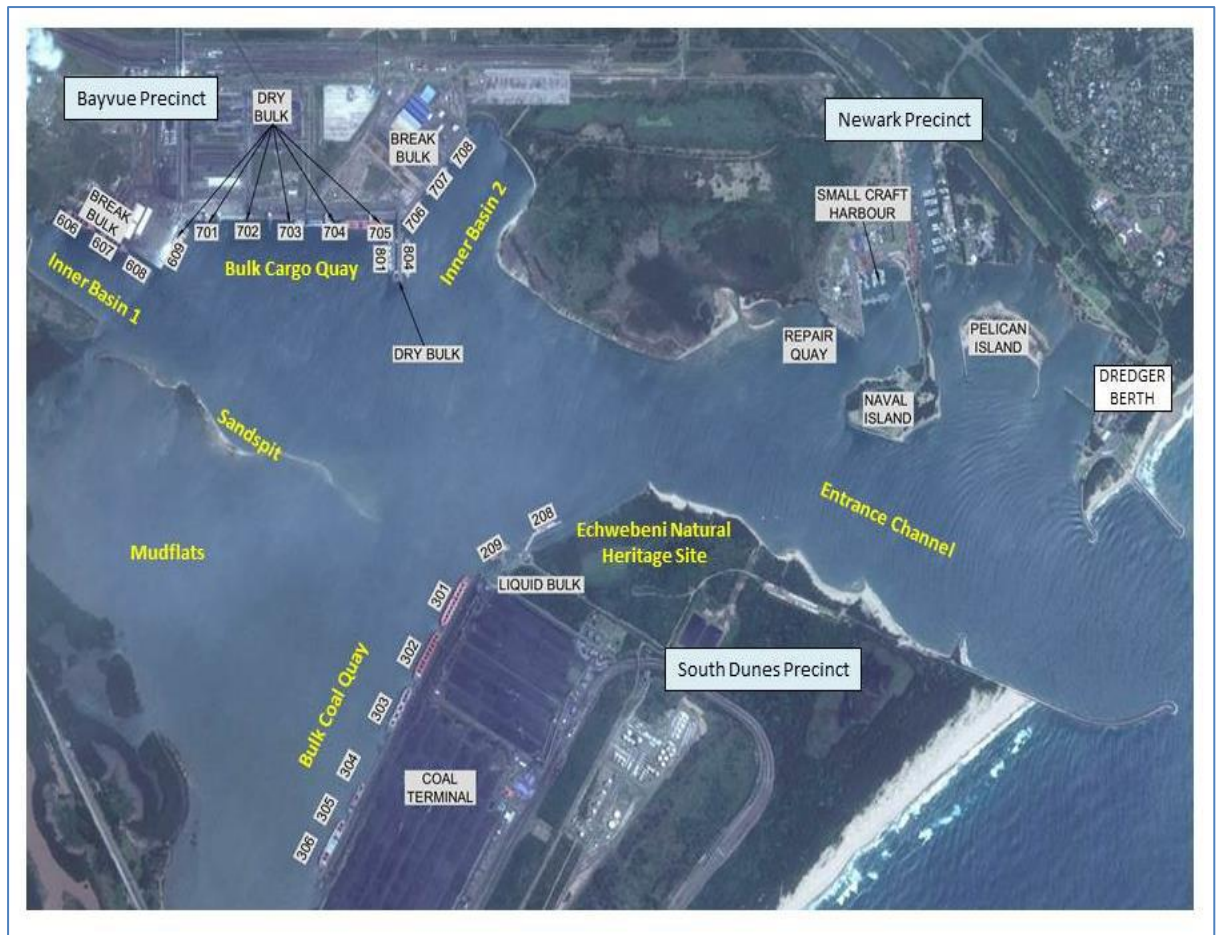 Bayvue Precinct
DRY
BULK
Newark Precinct
BREAK
BULK
708
707
706
SMALL CRAFT
HARBOUR
BREAK
BULK
606
607
608
609
701
702
703
704
705
801
804
Inner Basin 2
Bulk Cargo Quay
Inner Basin 1
DRY BULK
REPAIR
QUAY
PELICAN
ISLAND
DREDGER
BERTH
NAVAL
ISLAND
Sandspit
Entrance Channel
208
209
Echwebeni Natural
Heritage Site
Mudflats
LIQUID BULK
301
302
303
304
305
306
South Dunes Precinct
Bulk Coal Quay
COAL
TERMINAL